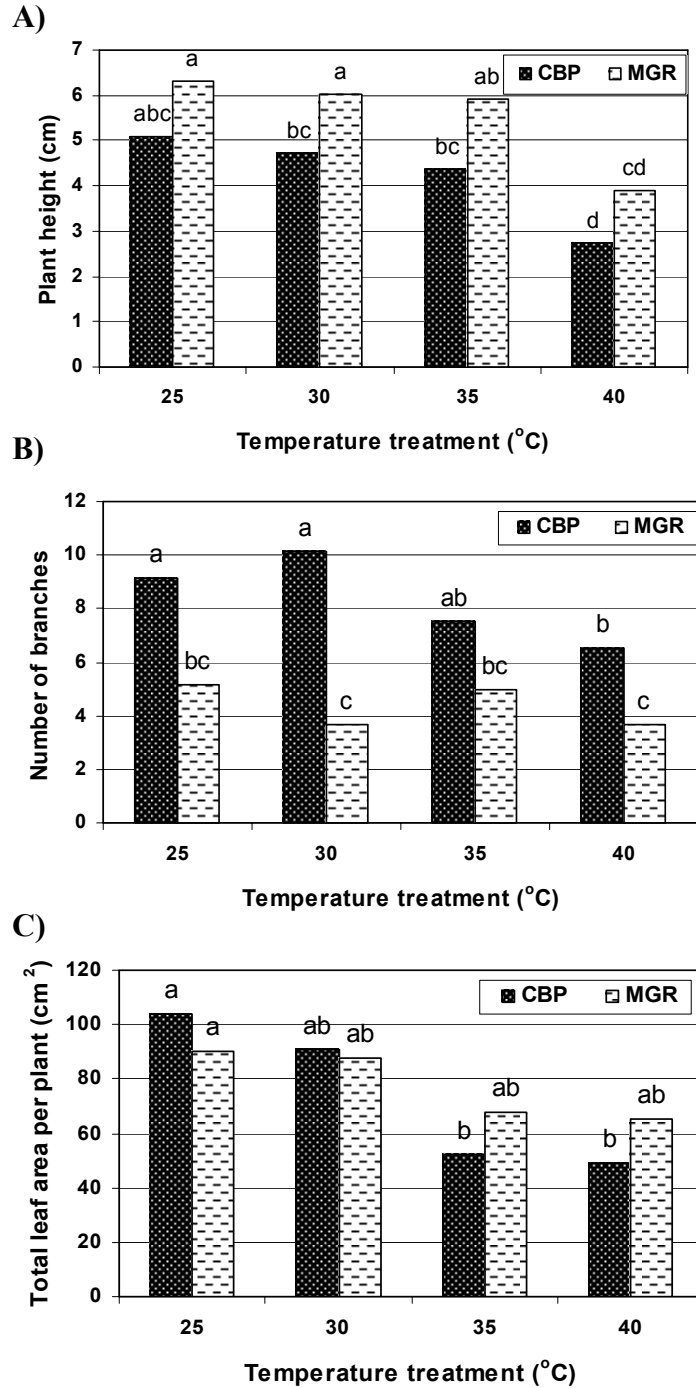 A)
7
6
5
4
3
2
1
0
Plant height (cm)
CBP MGR
abc a bc a bc ab d cd
25 30 35 40
Temperature treatment (°C)
B)
12
10
8
6
4
2
0
Number of branches
CBP MGR
a bc a c ab bc b c
25 30 35 40
Temperature treatment (°C)
C)
120
100
80
60
40
20
0
Total leaf area per plant (cm²)
CBP MGR
a a ab ab b ab b ab
25 30 35 40
Temperature treatment (°C)